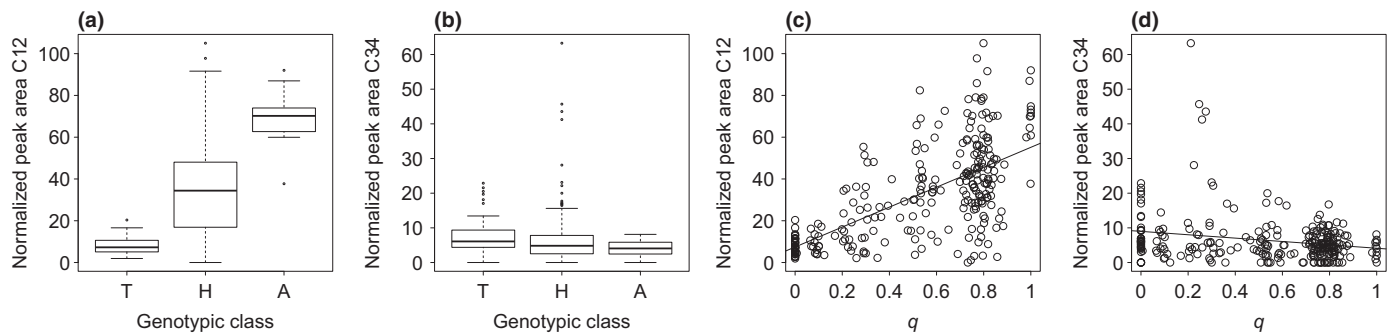 (a)
Normalized peak area C12
100
80
60
40
20
0
T H A
Genotypic class
(b)
Normalized peak area C34
60
50
40
30
20
10
0
T H A
Genotypic class
(c)
Normalized peak area C12
100
80
60
40
20
0
0 0.2 0.4 0.6 0.8 1
q
(d)
Normalized peak area C34
60
50
40
30
20
10
0
0 0.2 0.4 0.6 0.8 1
q